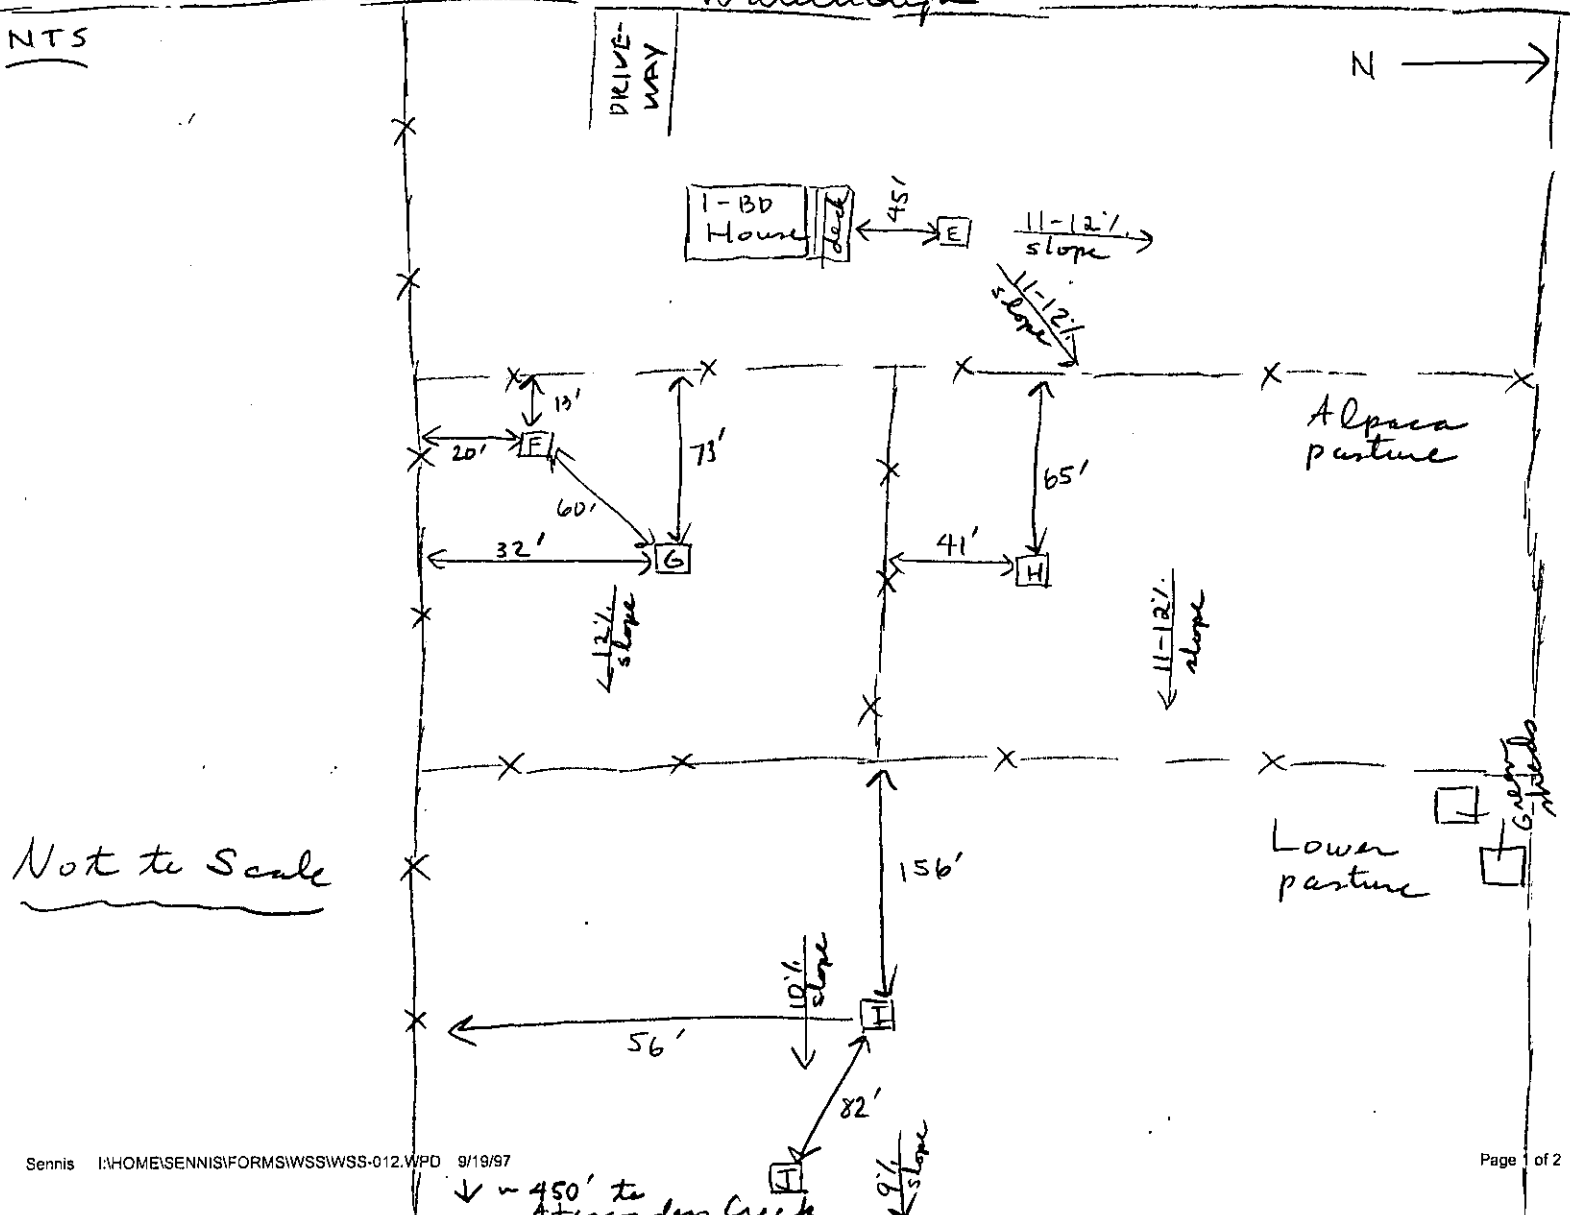 NTS
DRIVE-
WAY
N
1-BD
House
deck
45'
E
11-12%
slope
11-12%
slope
13'
20'
F
73'
60'
32'
G
65'
41'
H
Alpaca
pasture
12%
slope
11-12%
slope
Green
sheds
Lower
pasture
Not to Scale
156'
10%
slope
56'
I
82'
9%
slope
Sennis I:\HOME\SENNIS\FORMS\WSS\WSS-012.WPD 9/19/97
Page 1 of 2
~ 450' to
Creek